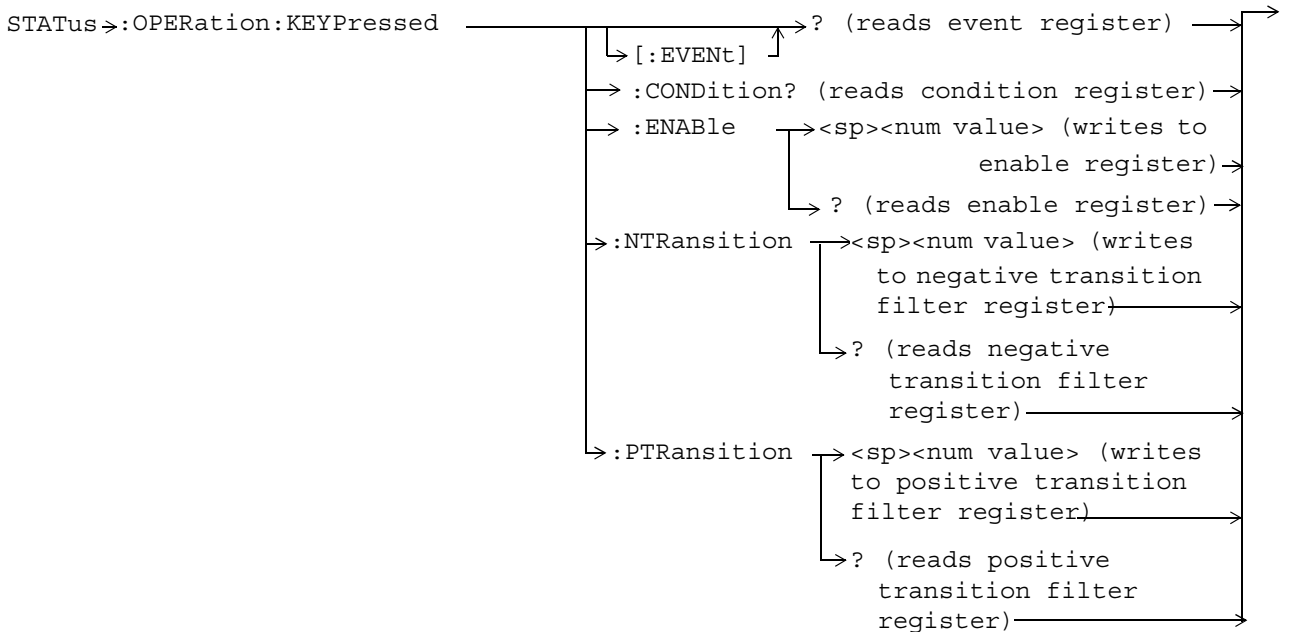 STATus :OPERation:KEYPressed ? (reads event register)
[:EVENt]
:CONDition? (reads condition register)
:ENABle <sp><num value> (writes to
enable register)
? (reads enable register)
:NTRansition <sp><num value> (writes
to negative transition
filter register)
? (reads negative
transition filter
register)
:PTRansition <sp><num value> (writes
to positive transition
filter register)
? (reads positive
transition filter
register)